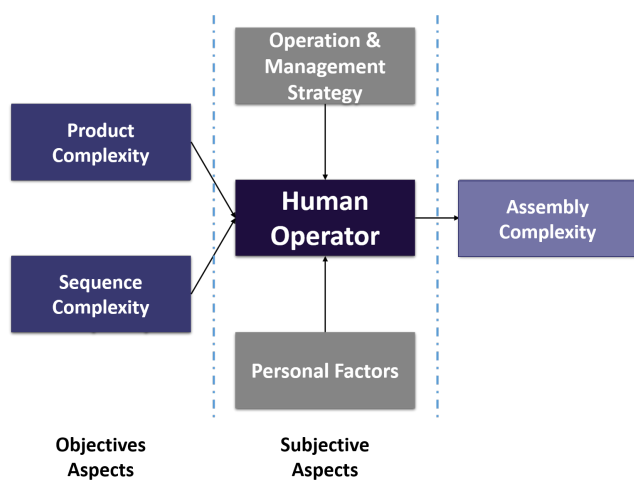 Operation &
Management
Strategy
Product
Complexity
Human
Operator
Assembly
Complexity
Sequence
Complexity
Personal Factors
Objectives
Aspects
Subjective
Aspects